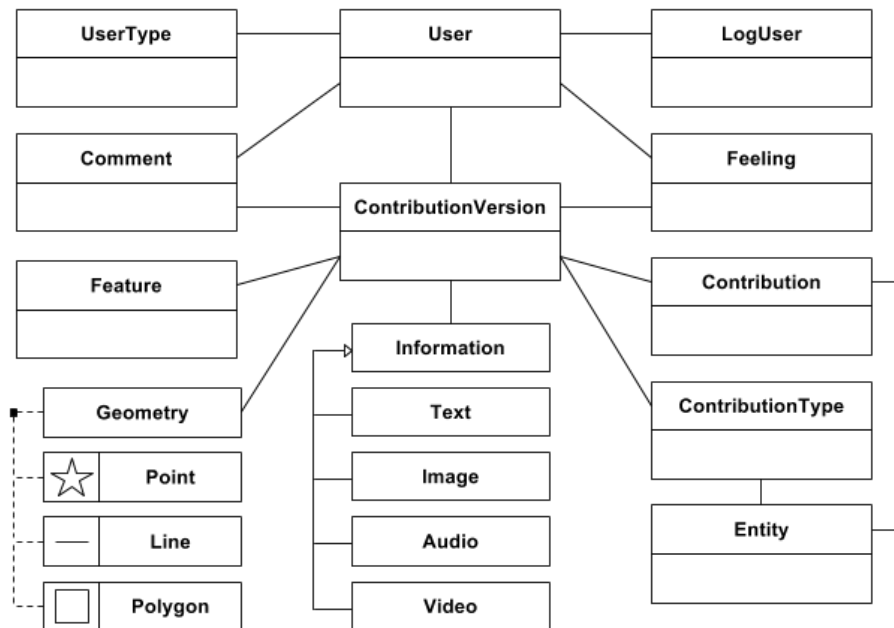 UserType
User
LogUser
Comment
Feeling
ContributionVersion
Feature
Contribution
Information
Geometry
Text
ContributionType
Point
Image
Line
Audio
Entity
Polygon
Video